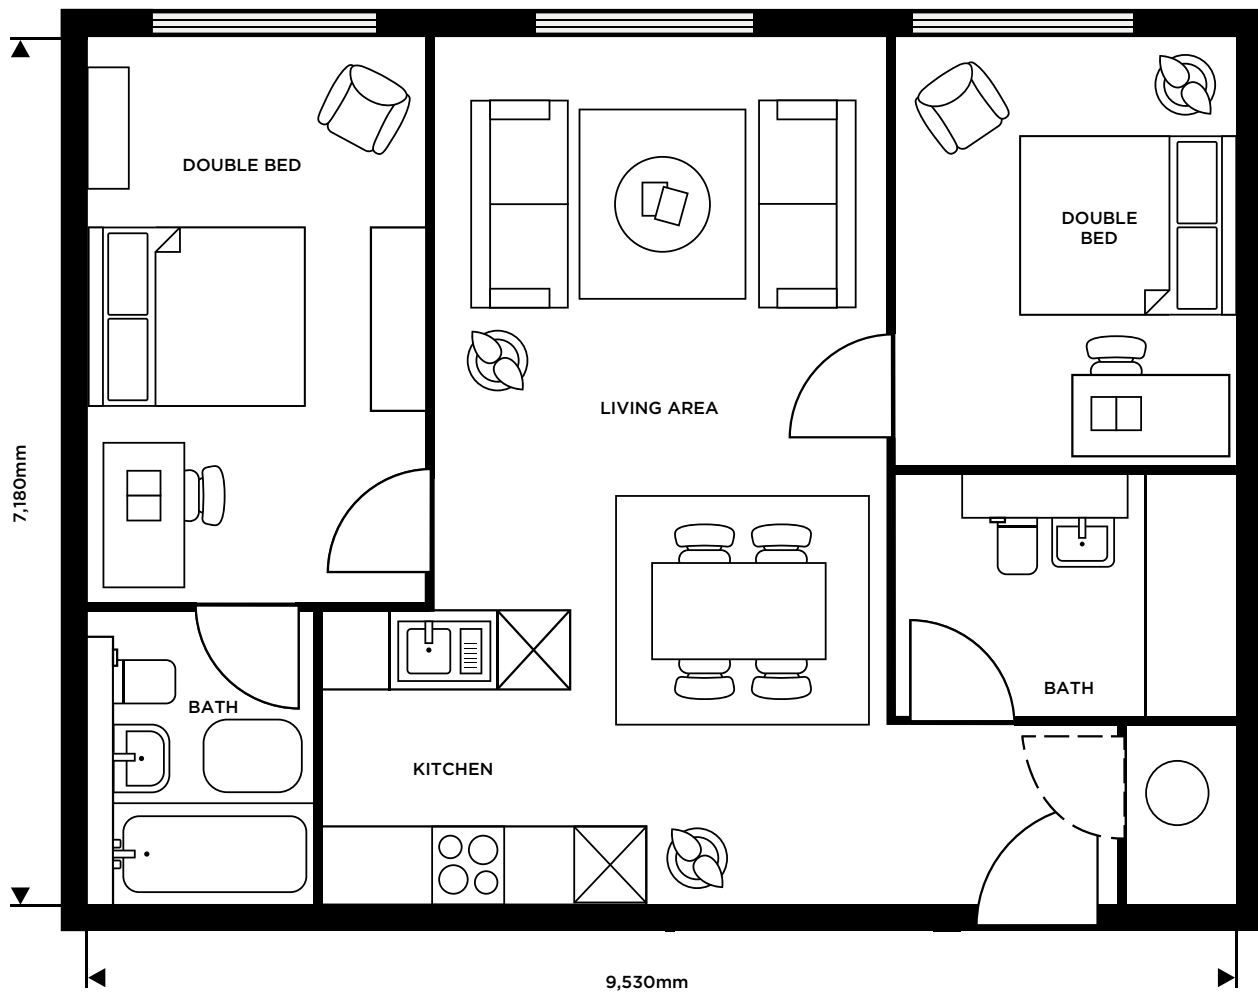 DOUBLE BED
DOUBLE
BED
LIVING AREA
7,180mm
BATH
BATH
KITCHEN
9,530mm